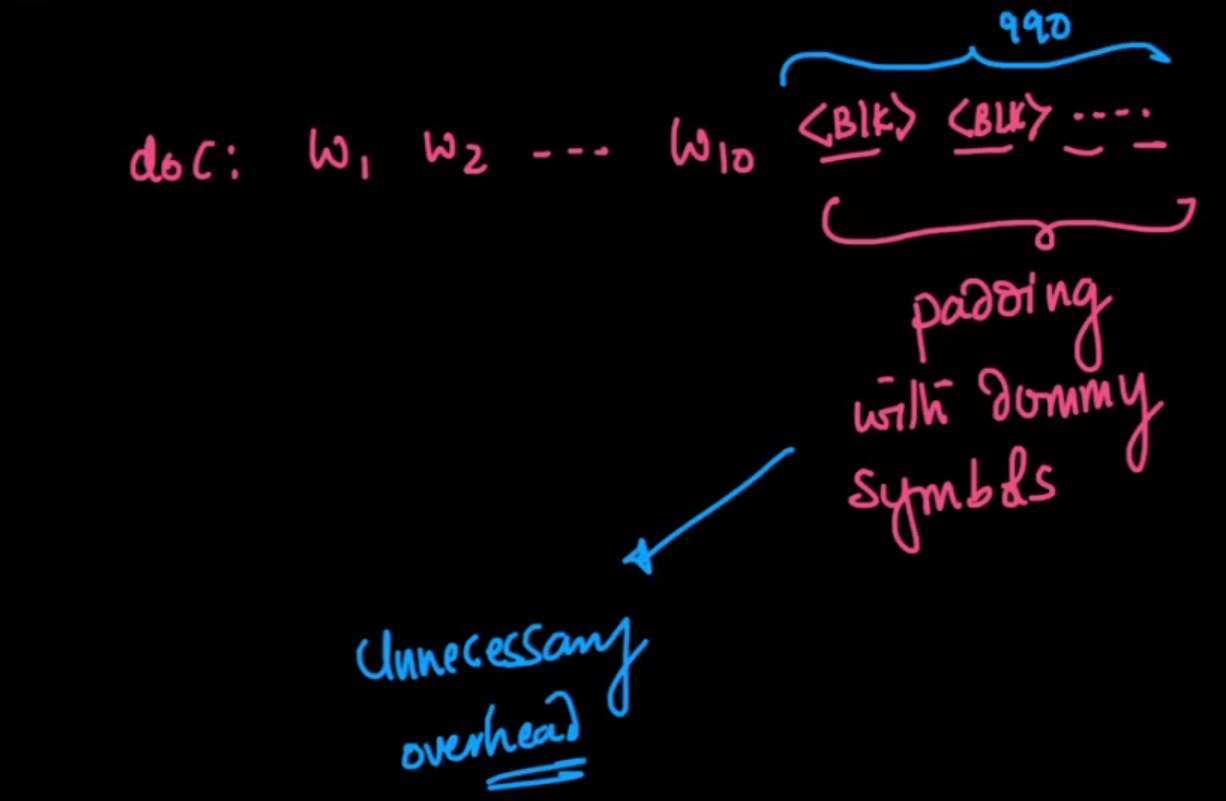 990
doc: W1 W2 --- W10 <Blk> <BLK> .....
padding
with dummy
symbols
Unnecessary
overhead